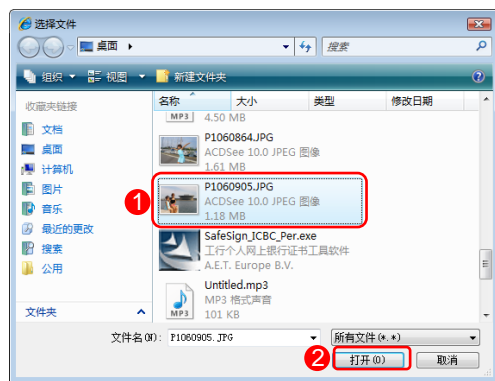 选择文件
桌面
搜索
组织 视图 新建文件夹
收藏夹链接
文档
桌面
计算机
图片
音乐
最近的更改
搜索
公用
文件夹
名称 大小 类型 修改日期
MP3 4.50 MB
P1060864.JPG
ACDSee 10.0 JPEG 图像
1.61 MB
1
P1060905.JPG
ACDSee 10.0 JPEG 图像
1.18 MB
SafeSign_ICBC_Per.exe
工行个人网上银行证书工具软件
A.E.T. Europe B.V.
Untitled.mp3
MP3 格式声音
MP3 101 KB
文件名(N): P1060905.JPG 所有文件(*.*)
2 打开(O) 取消